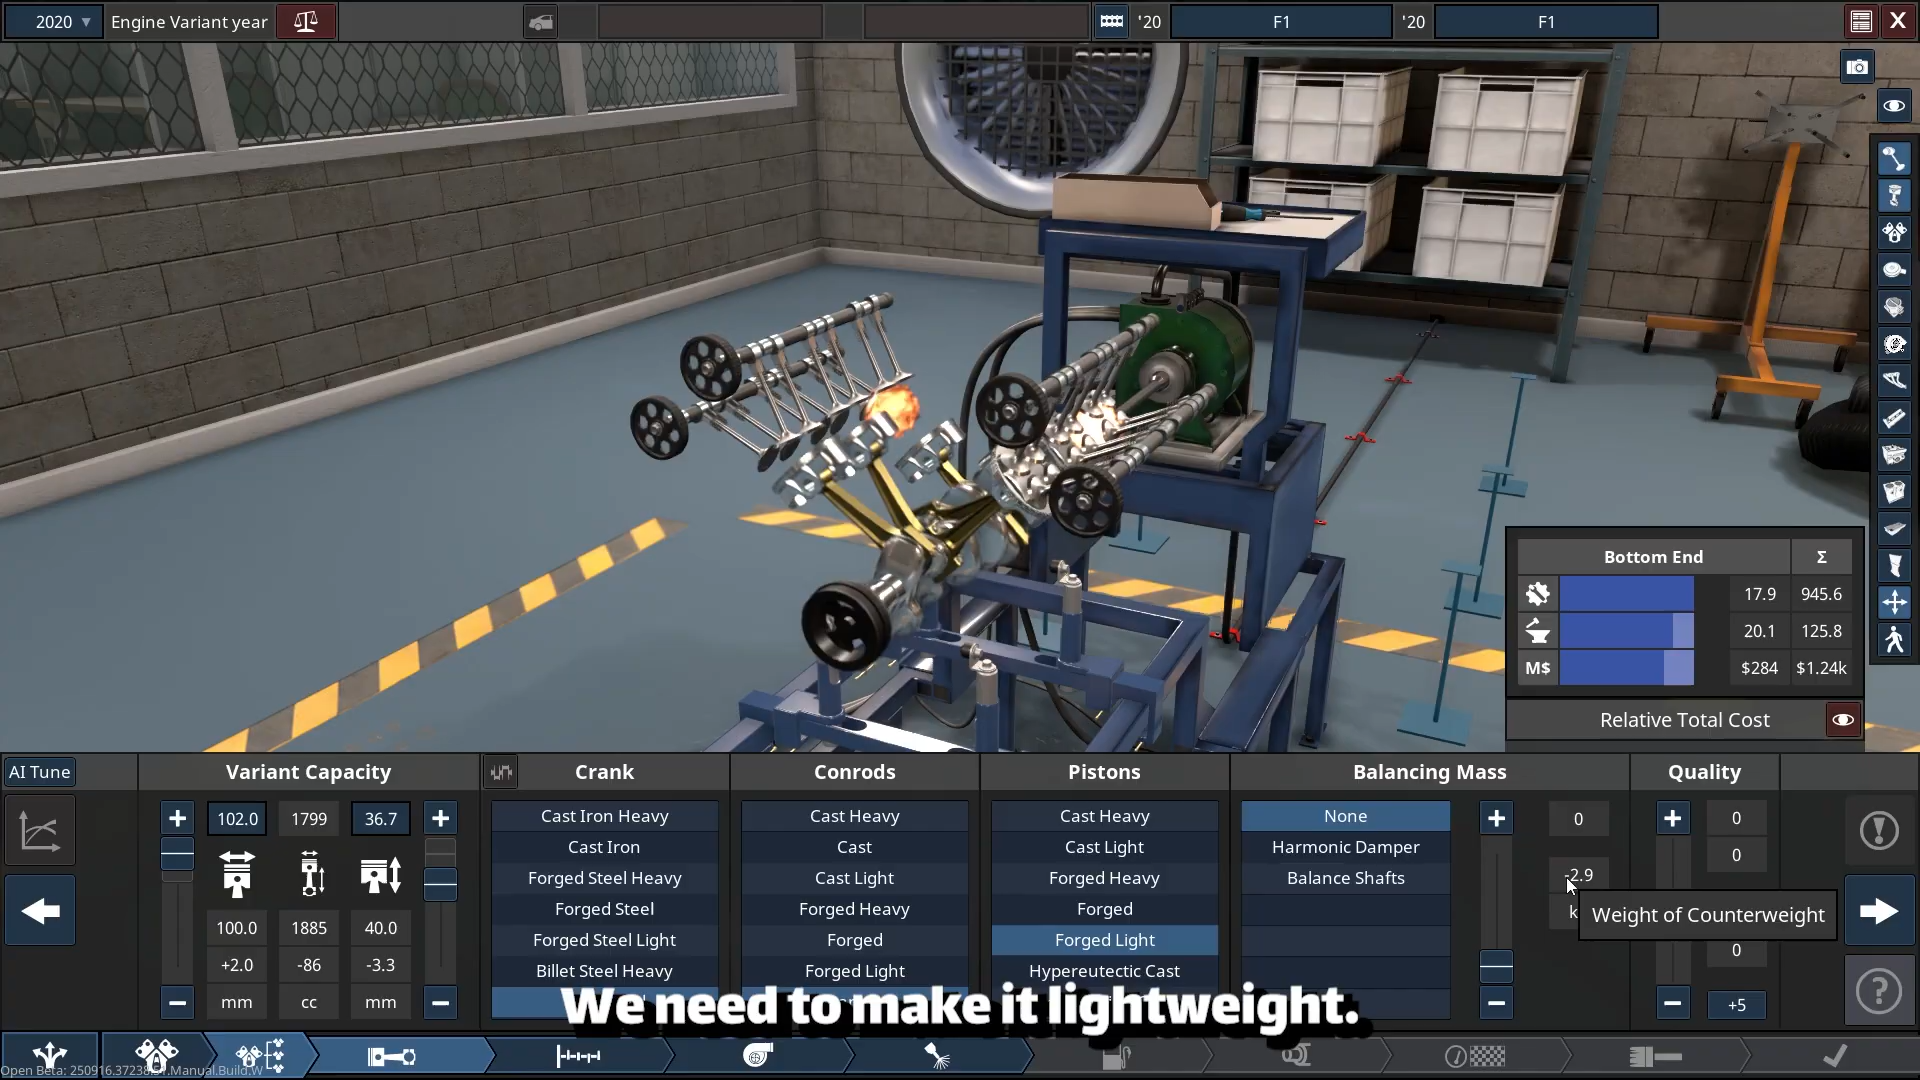 2020
Engine Variant year
'20
F1
'20
F1
Bottom End
Σ
17.9
945.6
20.1
125.8
M$
$284
$1.24k
Relative Total Cost
AI Tune
Variant Capacity
Crank
Conrods
Pistons
Balancing Mass
Quality
102.0
1799
36.7
100.0
1885
40.0
+2.0
-86
-3.3
mm
cc
mm
Cast Iron Heavy
Cast Iron
Forged Steel Heavy
Forged Steel
Forged Steel Light
Billet Steel Heavy
Cast Heavy
Cast
Cast Light
Forged Heavy
Forged
Forged Light
Cast Heavy
Cast Light
Forged Heavy
Forged
Forged Light
Hypereutectic Cast
None
Harmonic Damper
Balance Shafts
0
-2.9
k
Weight of Counterweight
0
0
0
+5
We need to make it lightweight.